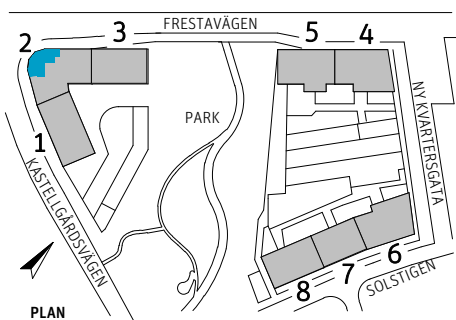 FRESTAVÄGEN
2
3
5
4
1
PARK
NY KVARTERSGATA
KASTELLGÅRDSVÄGEN
6
7
8
SOLSTIGEN
PLAN